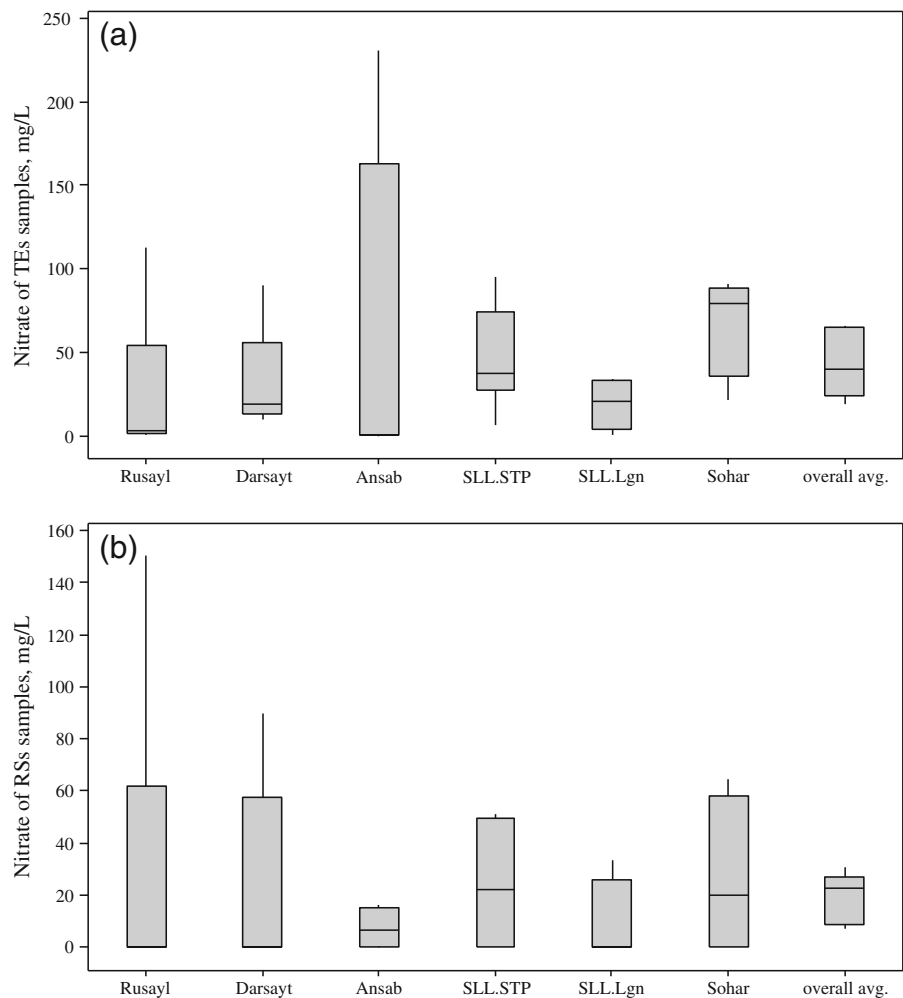 (a)
Nitrate of TEs samples, mg/L
250
200
150
100
50
0
Rusayl Darsayt Ansab SLL.STP SLL.Lgn Sohar overall avg.
(b)
Nitrate of RSs samples, mg/L
160
140
120
100
80
60
40
20
0
Rusayl Darsayt Ansab SLL.STP SLL.Lgn Sohar overall avg.